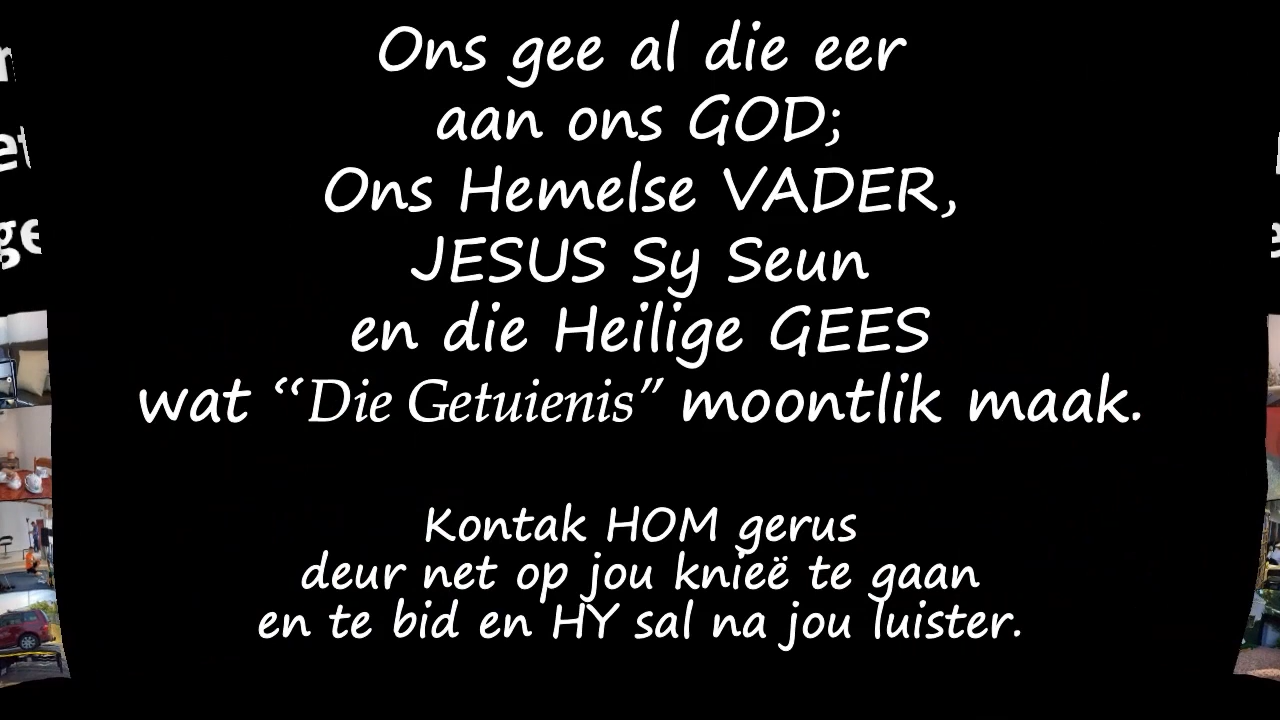 Ons gee al die eer
aan ons GOD;
Ons Hemelse VADER,
JESUS Sy Seun
en die Heilige GEES
wat “Die Getuienis” moontlik maak.
Kontak HOM gerus
deur net op jou knieë te gaan
en te bid en HY sal na jou luister.